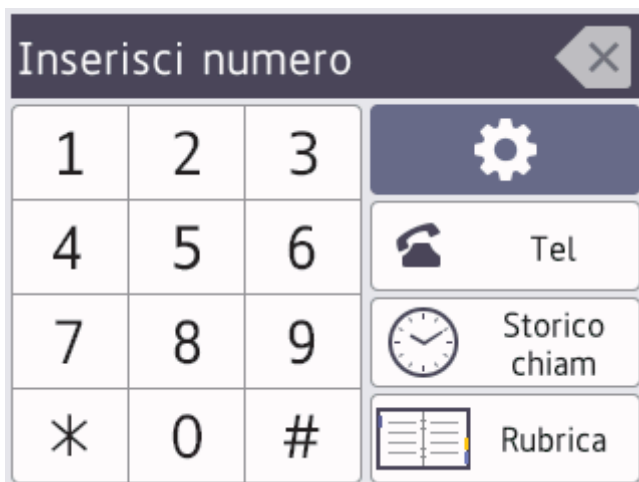 Inserisci numero
1 2 3
4 5 6
Tel
7 8 9
Storico
chiam
* 0 #
Rubrica